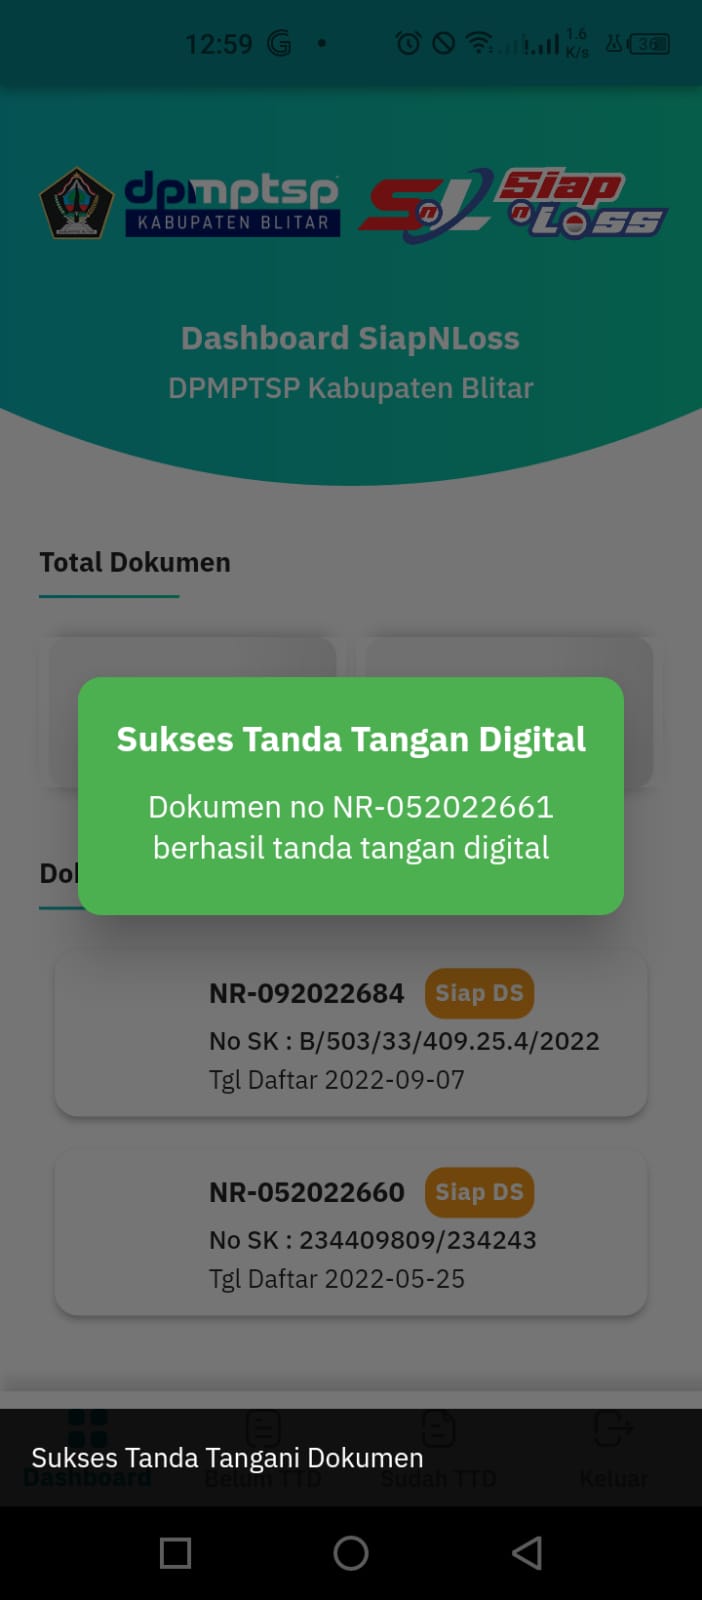 12:59
1.6
K/s
36
dpmptsp
KABUPATEN BLITAR
SnL
Siap
n Loss
Dashboard SiapNLoss
DPMPTSP Kabupaten Blitar
Total Dokumen
Sukses Tanda Tangan Digital
Dokumen no NR-052022661
berhasil tanda tangan digital
Do
NR-092022684 Siap DS
No SK : B/503/33/409.25.4/2022
Tgl Daftar 2022-09-07
NR-052022660 Siap DS
No SK : 234409809/234243
Tgl Daftar 2022-05-25
Sukses Tanda Tangani Dokumen
Dashboard Belum TTD Sudah TTD Keluar